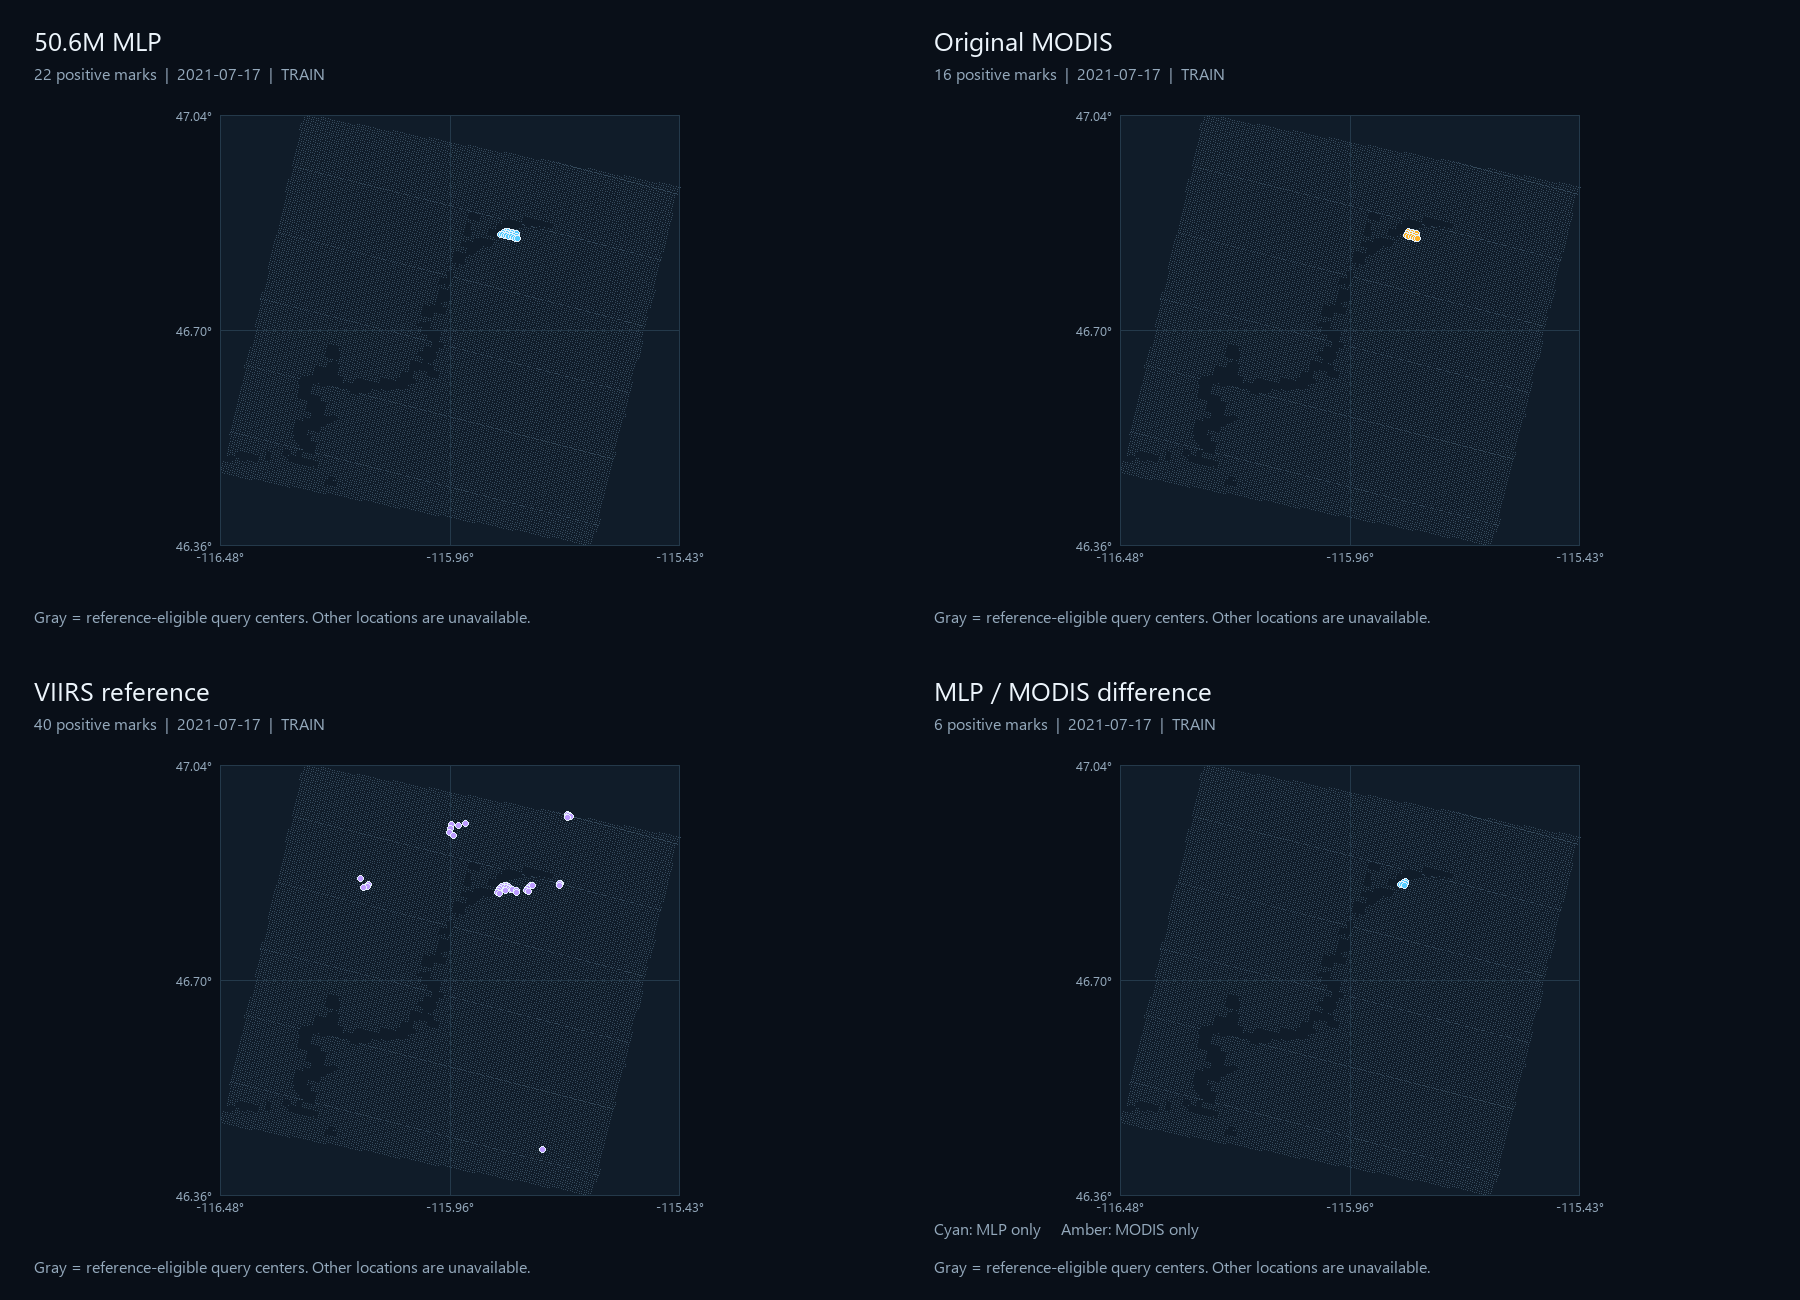 50.6M MLP
22 positive marks | 2021-07-17 | TRAIN
47.04°
46.70°
46.36°
-116.48°
-115.96°
-115.43°
Gray = reference-eligible query centers. Other locations are unavailable.
Original MODIS
16 positive marks | 2021-07-17 | TRAIN
47.04°
46.70°
46.36°
-116.48°
-115.96°
-115.43°
Gray = reference-eligible query centers. Other locations are unavailable.
VIIRS reference
40 positive marks | 2021-07-17 | TRAIN
47.04°
46.70°
46.36°
-116.48°
-115.96°
-115.43°
Gray = reference-eligible query centers. Other locations are unavailable.
MLP / MODIS difference
6 positive marks | 2021-07-17 | TRAIN
47.04°
46.70°
46.36°
-116.48°
-115.96°
-115.43°
Cyan: MLP only Amber: MODIS only
Gray = reference-eligible query centers. Other locations are unavailable.